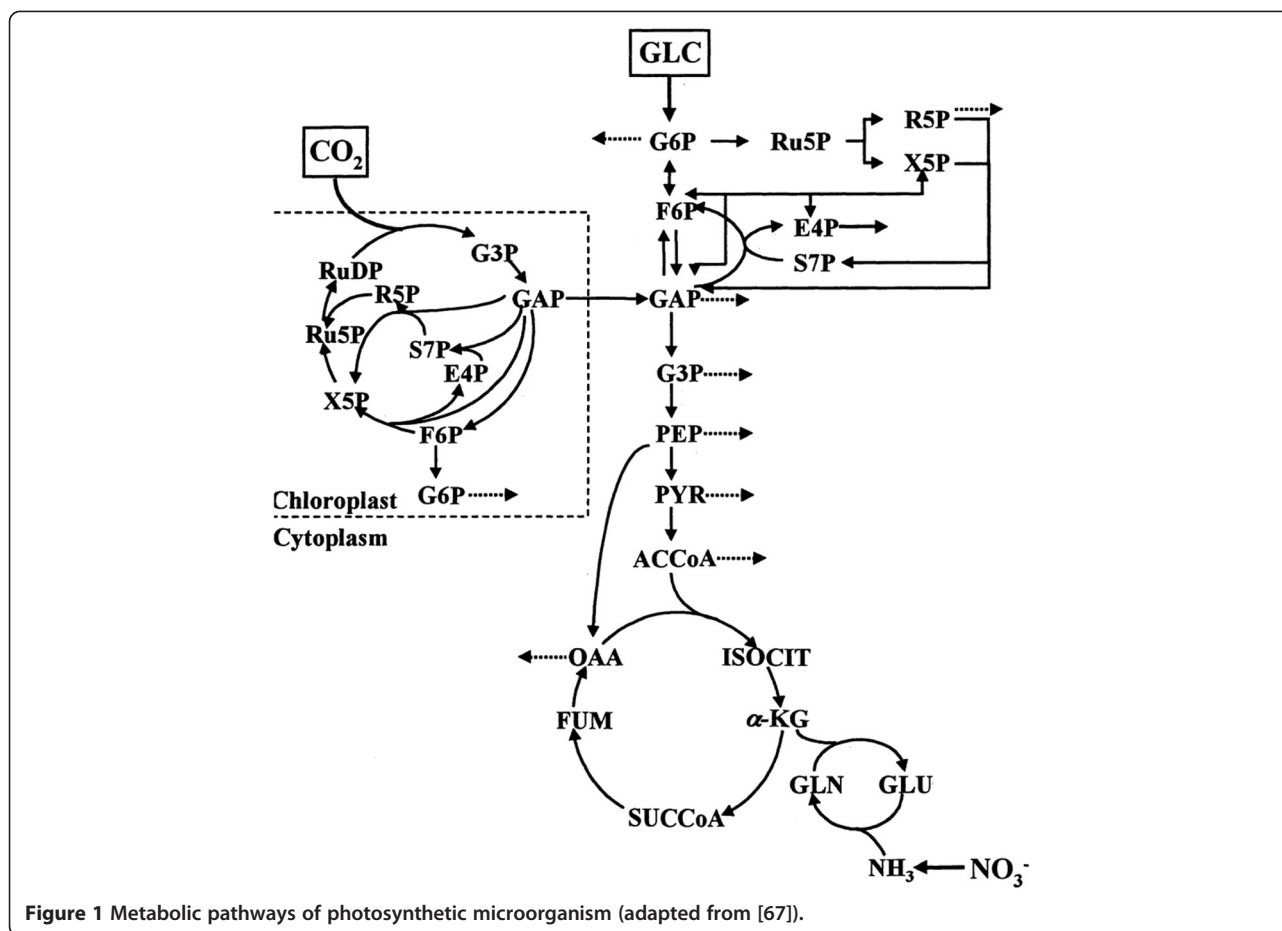 GLC
G6P
Ru5P
R5P
X5P
CO₂
F6P
E4P
S7P
G3P
RuDP
R5P
GAP
GAP
Ru5P
S7P
E4P
G3P
X5P
F6P
PEP
G6P
PYR
Chloroplast
Cytoplasm
ACCoA
OAA
ISOCIT
FUM
α-KG
GLN
GLU
SUCCoA
NH₃
NO₃⁻
Figure 1 Metabolic pathways of photosynthetic microorganism (adapted from [67]).